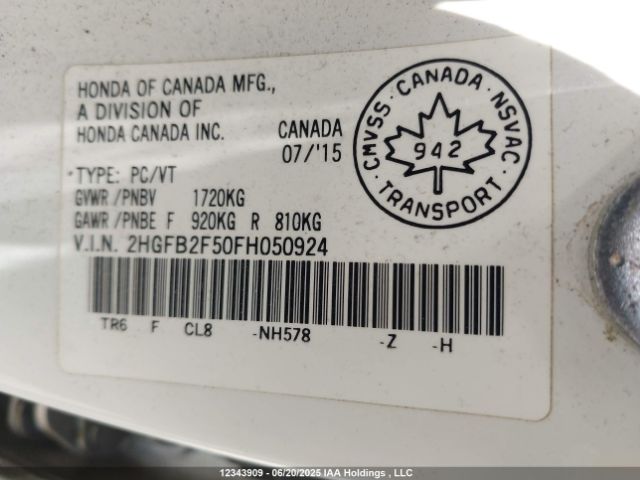 HONDA OF CANADA MFG.,
A DIVISION OF
HONDA CANADA INC.
CANADA
07/'15
TYPE: PC/VT
GVWR/PNBV 1720KG
GAWR/PNBE F 920KG R 810KG
V.I.N. 2HGFB2F50FH050924
TR6 F CL8 -NH578 -Z -H
CMVSS · CANADA · NSVAC
942
· TRANSPORT ·
12343909 - 06/20/2025 IAA Holdings , LLC